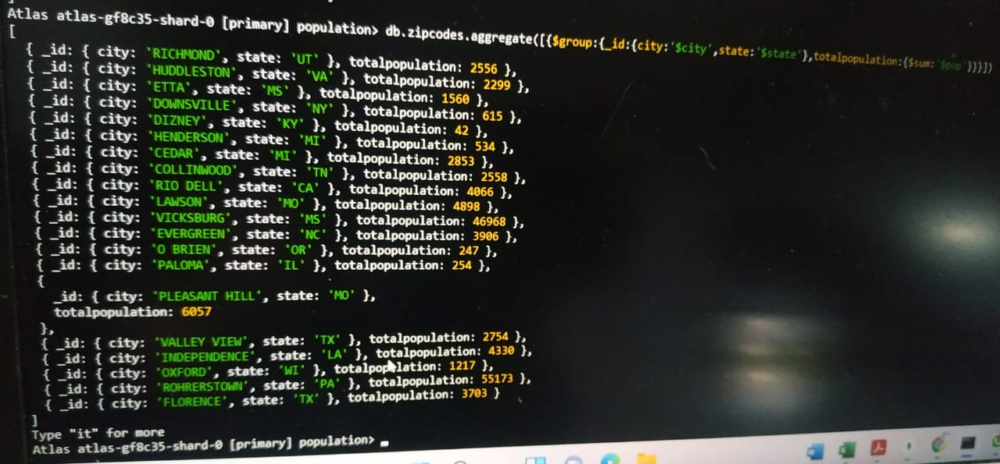 Atlas atlas-gf8c35-shard-0 [primary] population> db.zipcodes.aggregate([{$group:{_id:{city:'$city',state:'$state'},totalpopulation:{$sum:'$pop'}}}])
[
  { _id: { city: 'RICHMOND', state: 'UT' }, totalpopulation: 2556 },
  { _id: { city: 'HUDDLESTON', state: 'VA' }, totalpopulation: 2299 },
  { _id: { city: 'ETTA', state: 'MS' }, totalpopulation: 1560 },
  { _id: { city: 'DOWNSVILLE', state: 'NY' }, totalpopulation: 615 },
  { _id: { city: 'DIZNEY', state: 'KY' }, totalpopulation: 42 },
  { _id: { city: 'HENDERSON', state: 'MI' }, totalpopulation: 534 },
  { _id: { city: 'CEDAR', state: 'MI' }, totalpopulation: 2853 },
  { _id: { city: 'COLLINWOOD', state: 'TN' }, totalpopulation: 2558 },
  { _id: { city: 'RIO DELL', state: 'CA' }, totalpopulation: 4066 },
  { _id: { city: 'LAWSON', state: 'MO' }, totalpopulation: 4898 },
  { _id: { city: 'VICKSBURG', state: 'MS' }, totalpopulation: 46968 },
  { _id: { city: 'EVERGREEN', state: 'NC' }, totalpopulation: 3906 },
  { _id: { city: 'O BRIEN', state: 'OR' }, totalpopulation: 247 },
  { _id: { city: 'PALOMA', state: 'IL' }, totalpopulation: 254 },
  {
    _id: { city: 'PLEASANT HILL', state: 'MO' },
    totalpopulation: 6057
  },
  { _id: { city: 'VALLEY VIEW', state: 'TX' }, totalpopulation: 2754 },
  { _id: { city: 'INDEPENDENCE', state: 'LA' }, totalpopulation: 4330 },
  { _id: { city: 'OXFORD', state: 'WI' }, totalpopulation: 1217 },
  { _id: { city: 'ROHRERSTOWN', state: 'PA' }, totalpopulation: 55173 },
  { _id: { city: 'FLORENCE', state: 'TX' }, totalpopulation: 3703 }
]
Type "it" for more
Atlas atlas-gf8c35-shard-0 [primary] population>